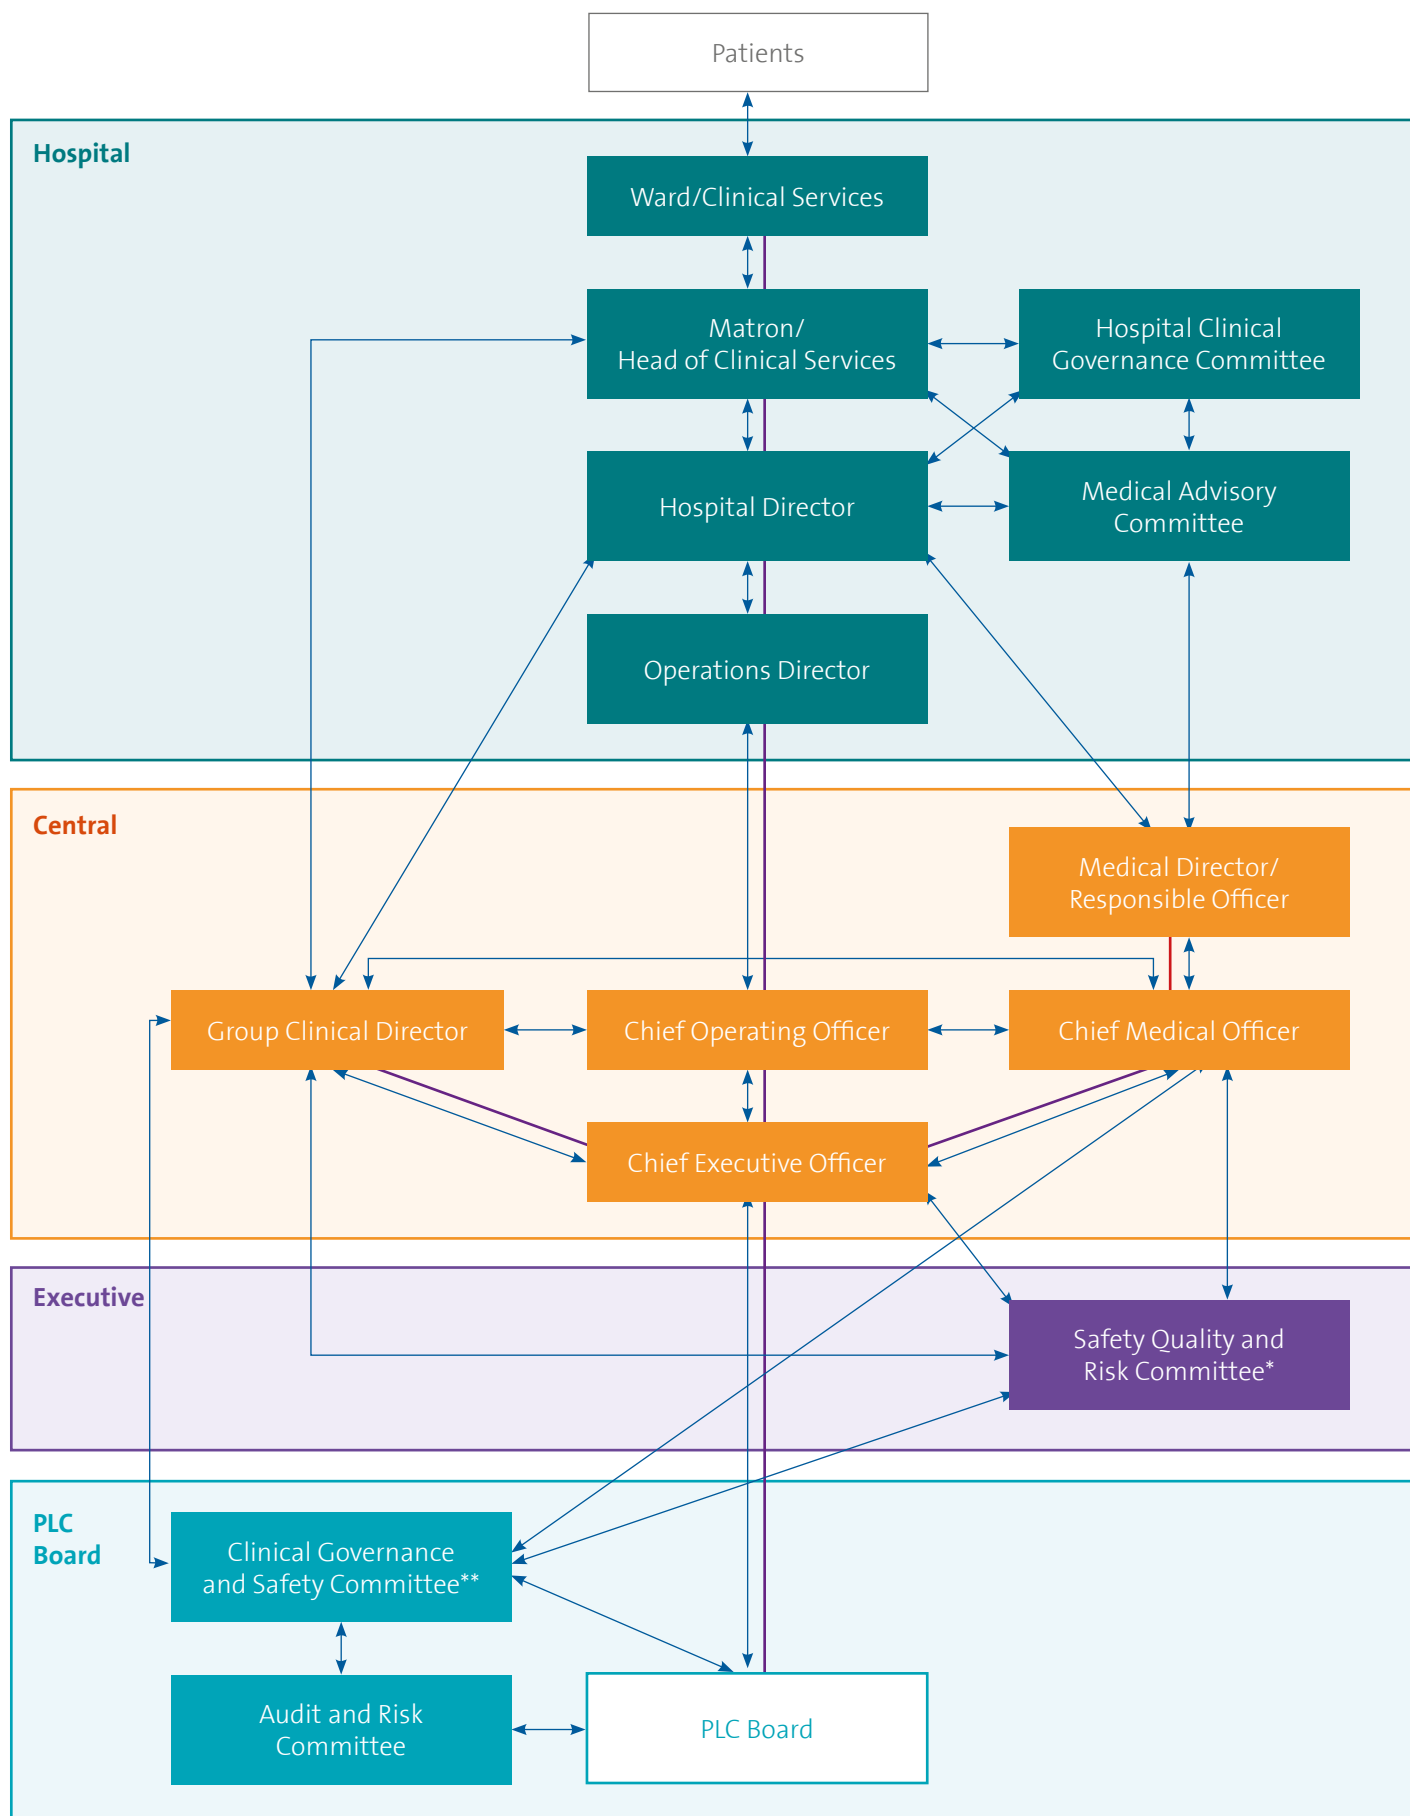 Patients
Hospital
Ward/Clinical Services
Matron/
Head of Clinical Services
Hospital Clinical
Governance Committee
Hospital Director
Medical Advisory
Committee
Operations Director
Central
Medical Director/
Responsible Officer
Group Clinical Director
Chief Operating Officer
Chief Medical Officer
Chief Executive Officer
Executive
Safety Quality and
Risk Committee*
PLC
Board
Clinical Governance
and Safety Committee**
Audit and Risk
Committee
PLC Board